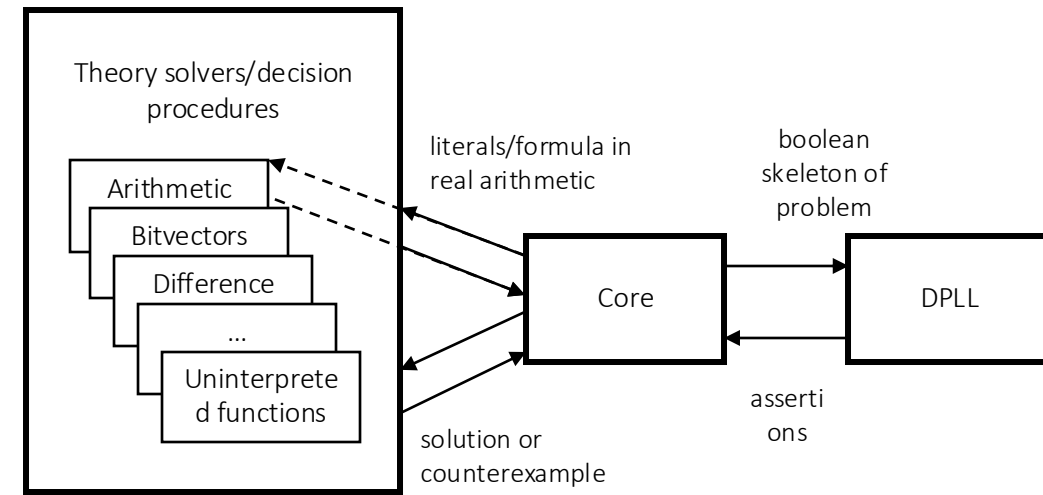 Theory solvers/decision
procedures
Arithmetic
Bitvectors
Difference
...
Uninterprete
d functions
literals/formula in
real arithmetic
solution or
counterexample
Core
boolean
skeleton of
problem
asserti
ons
DPLL